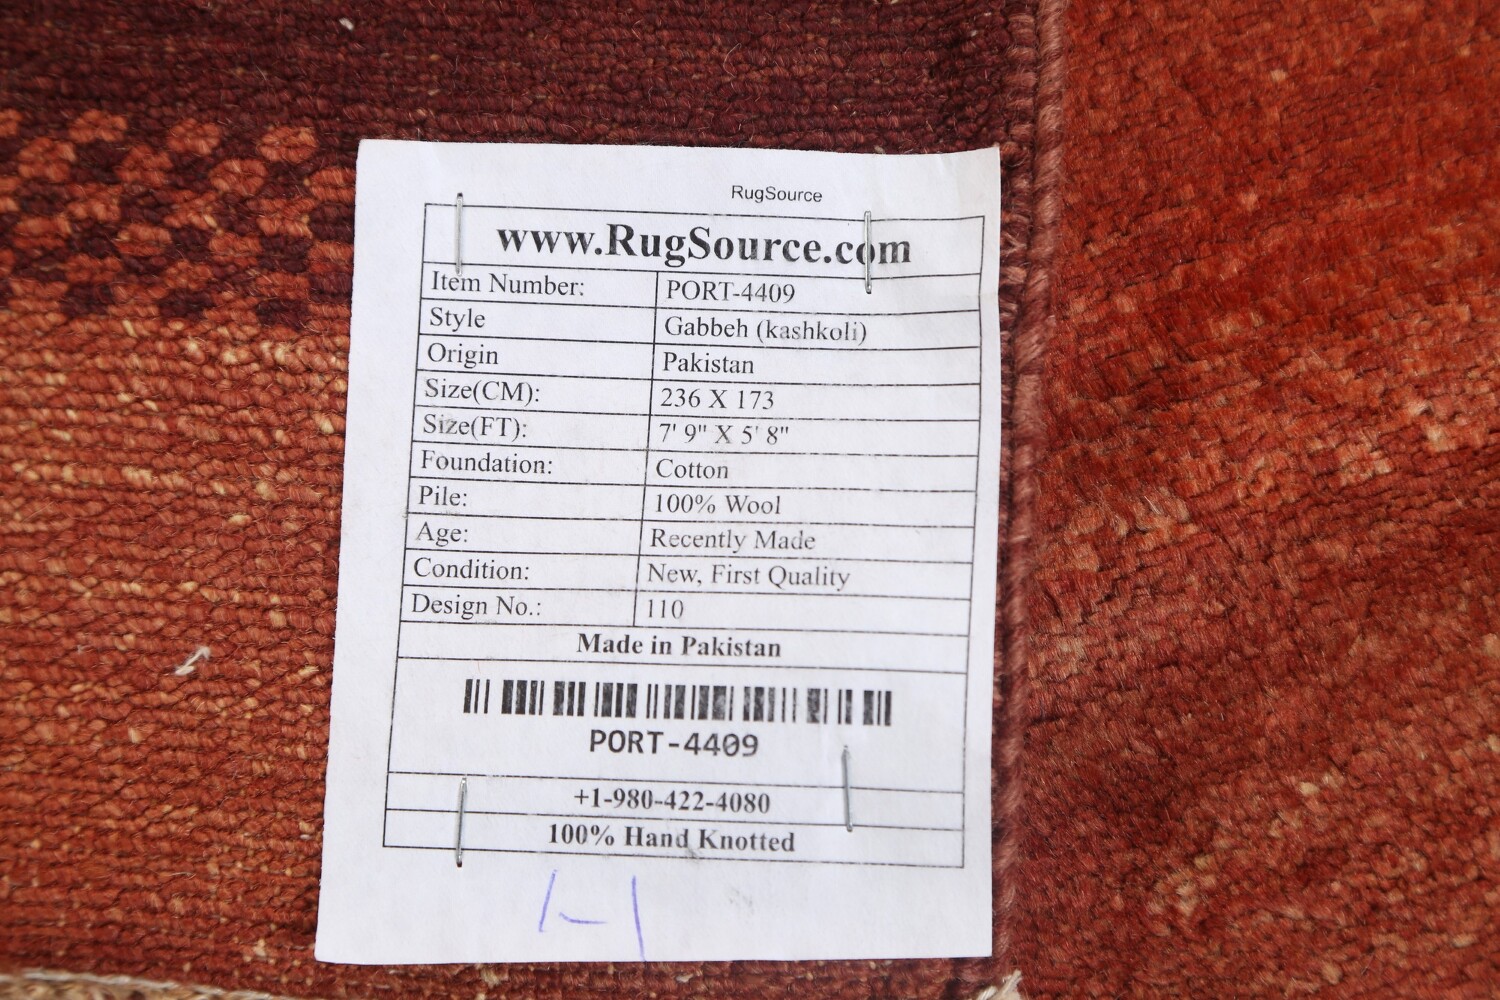 RugSource
www.RugSource.com
Item Number: PORT-4409
Style Gabbeh (kashkoli)
Origin Pakistan
Size(CM): 236 X 173
Size(FT): 7' 9" X 5' 8"
Foundation: Cotton
Pile: 100% Wool
Age: Recently Made
Condition: New, First Quality
Design No.: 110
Made in Pakistan
PORT-4409
+1-980-422-4080
100% Hand Knotted
1-1